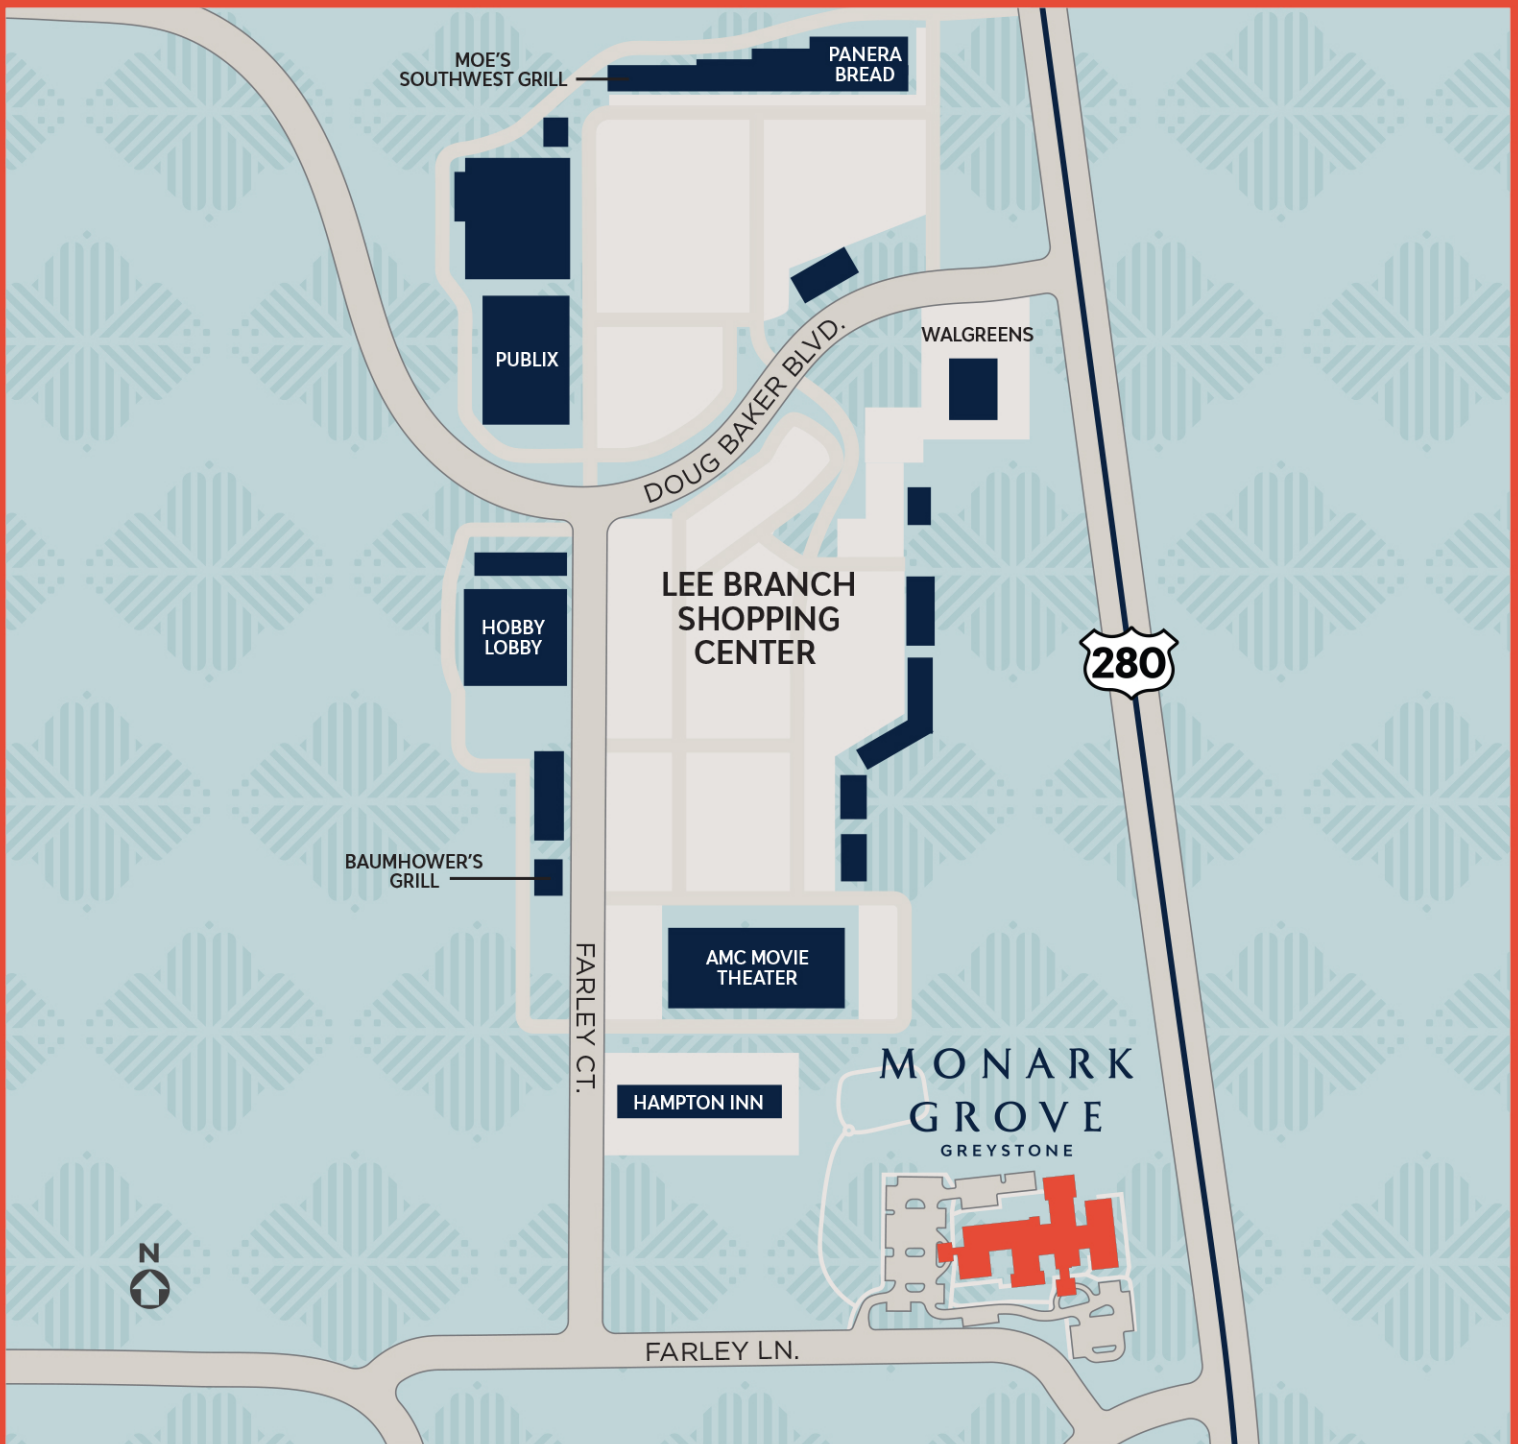 MOE'S
SOUTHWEST GRILL
PANERA
BREAD
PUBLIX
WALGREENS
DOUG BAKER BLVD.
HOBBY
LOBBY
LEE BRANCH
SHOPPING
CENTER
280
BAUMHOWER'S
GRILL
AMC MOVIE
THEATER
FARLEY CT.
HAMPTON INN
MONARK
GROVE
GREYSTONE
N
FARLEY LN.